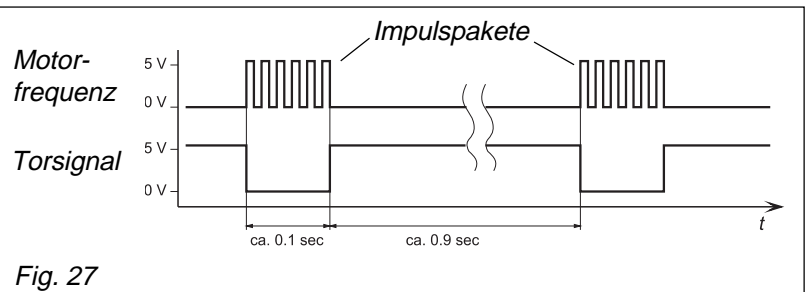 Impulspakete
Motor-
frequenz
5 V
0 V
Torsignal
5 V
0 V
t
ca. 0.1 sec
ca. 0.9 sec
Fig. 27